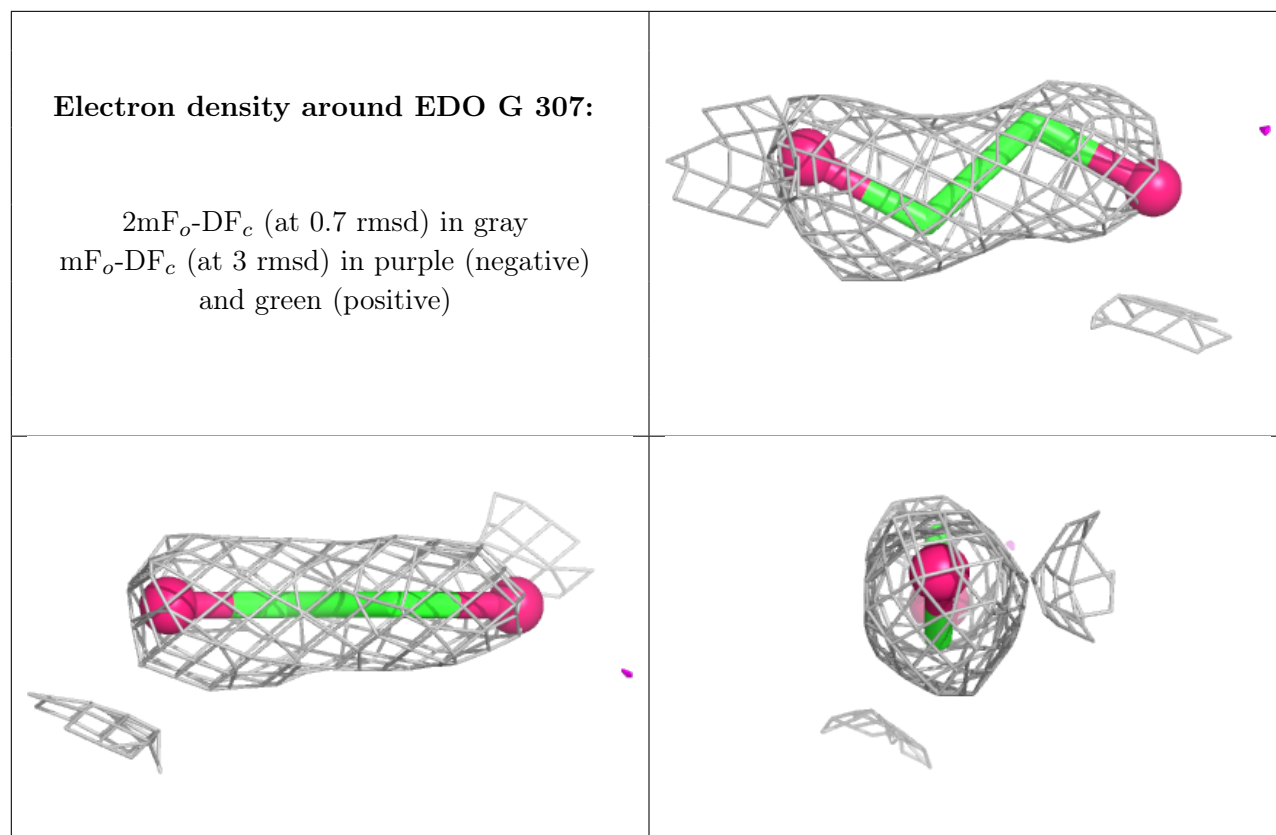 Electron density around EDO G 307:
2mFo-DFc (at 0.7 rmsd) in gray
mFo-DFc (at 3 rmsd) in purple (negative)
and green (positive)